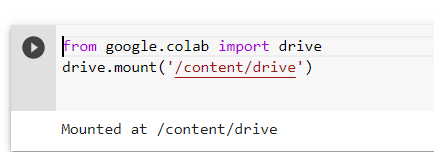 from google.colab import drive
drive.mount('/content/drive')
Mounted at /content/drive